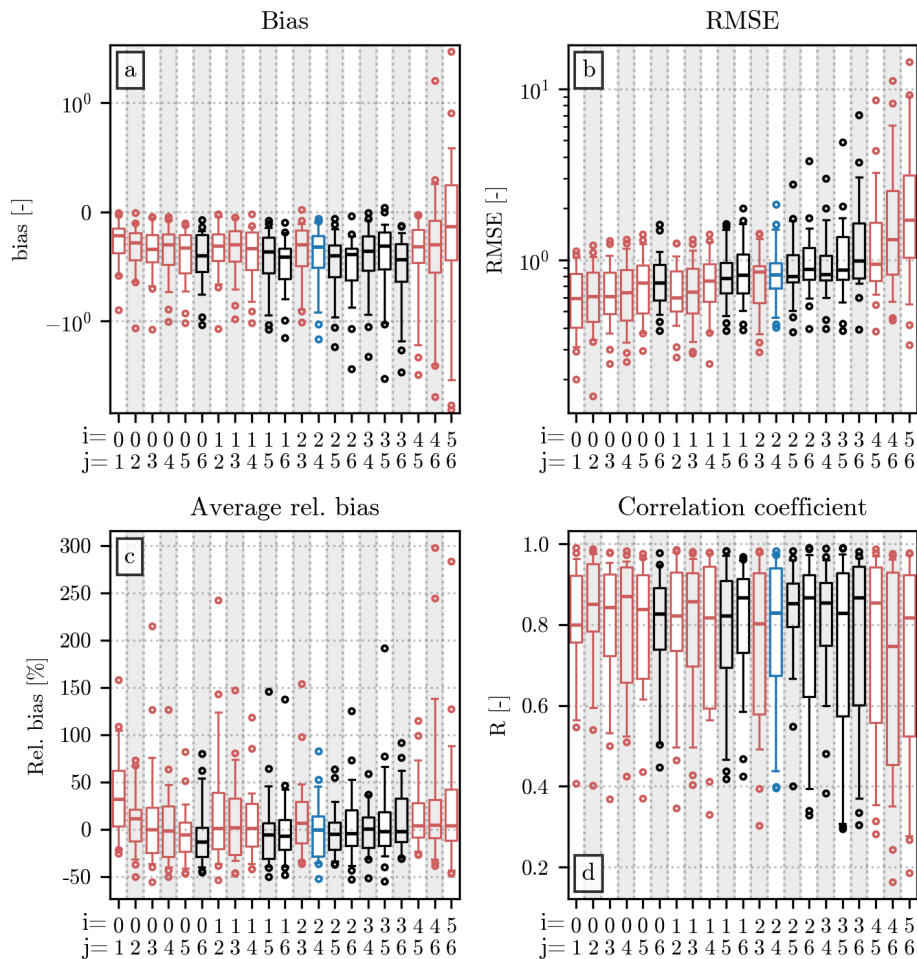 Bias
a
10⁰
0
−10⁰
bias [-]
i= 0 0 0 0 0 0 1 1 1 1 1 2 2 2 2 3 3 3 4 4 5
j= 1 2 3 4 5 6 2 3 4 5 6 3 4 5 6 4 5 6 5 6 6
RMSE
b
10¹
10⁰
RMSE [-]
i= 0 0 0 0 0 0 1 1 1 1 1 2 2 2 2 3 3 3 4 4 5
j= 1 2 3 4 5 6 2 3 4 5 6 3 4 5 6 4 5 6 5 6 6
Average rel. bias
c
300
250
200
150
100
50
0
-50
Rel. bias [%]
i= 0 0 0 0 0 0 1 1 1 1 1 2 2 2 2 3 3 3 4 4 5
j= 1 2 3 4 5 6 2 3 4 5 6 3 4 5 6 4 5 6 5 6 6
Correlation coefficient
1.0
0.8
0.6
0.4
0.2
R [-]
d
i= 0 0 0 0 0 0 1 1 1 1 1 2 2 2 2 3 3 3 4 4 5
j= 1 2 3 4 5 6 2 3 4 5 6 3 4 5 6 4 5 6 5 6 6